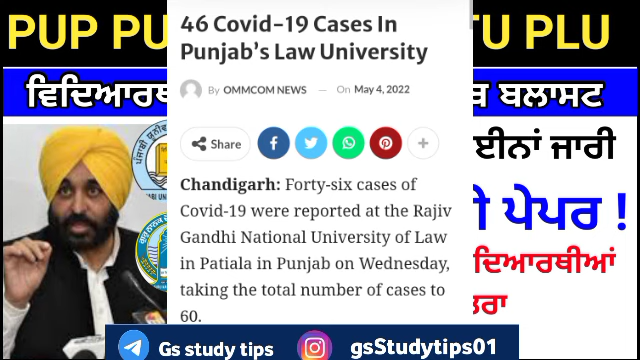 PUP PU
TU PLU
46 Covid-19 Cases In
Punjab's Law University
By OMMCOM NEWS — On May 4, 2022
Share
Chandigarh: Forty-six cases of
Covid-19 were reported at the Rajiv
Gandhi National University of Law
in Patiala in Punjab on Wednesday,
taking the total number of cases to
60.
ਬਲਾਸਟ
ਈਨਾਂ ਜਾਰੀ
ਪੇਪਰ !
ਦਿਆਰਥੀਆਂ
Gs study tips
gsStudytips01